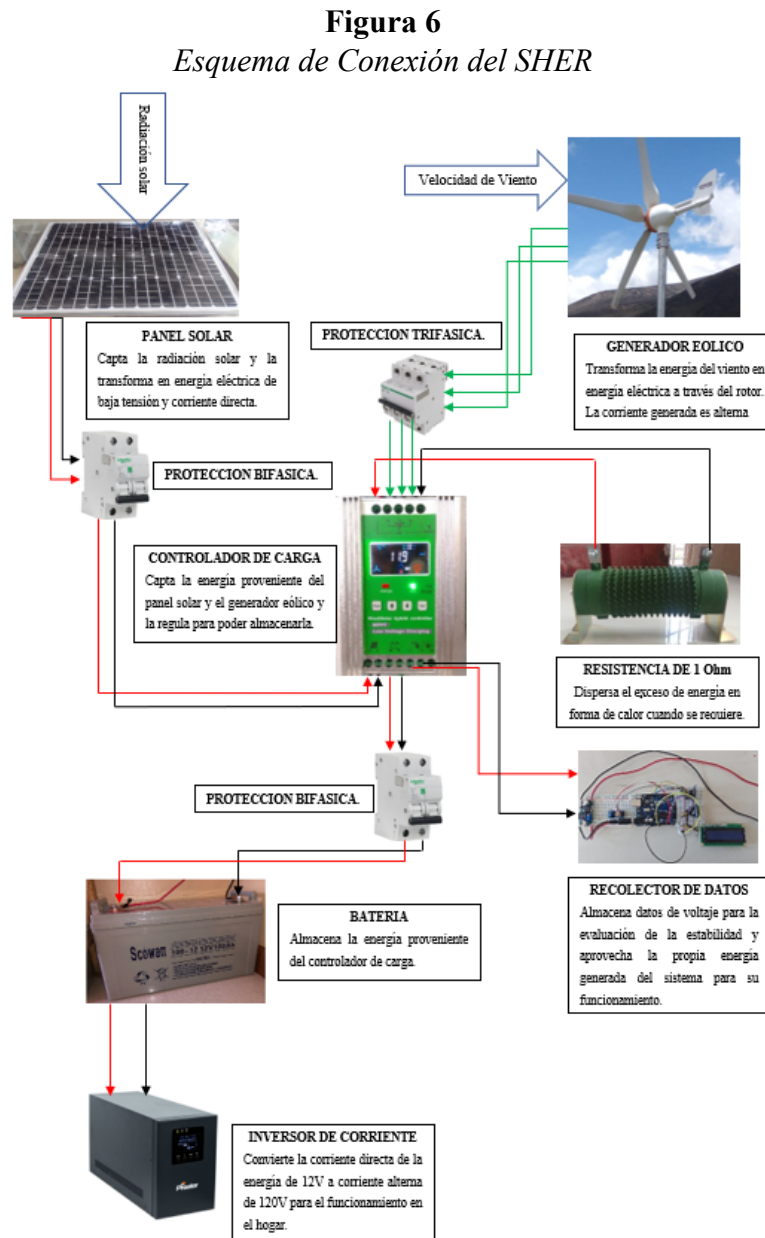 Figura 6
Esquema de Conexión del SHER
Radiación solar
Velocidad de Viento
PANEL SOLAR
Capta la radiación solar y la
transforma en energía eléctrica de
baja tensión y corriente directa.
PROTECCION TRIFASICA.
GENERADOR EOLICO
Transforma la energía del viento en
energía eléctrica a través del rotor.
La corriente generada es alterna
PROTECCION BIFASICA.
CONTROLADOR DE CARGA
Capta la energía proveniente del
panel solar y el generador eólico y
la regula para poder almacenarla.
119
RESISTENCIA DE 1 Ohm
Dispersa el exceso de energía en
forma de calor cuando se requiere.
PROTECCION BIFASICA.
RECOLECTOR DE DATOS
Almacena datos de voltaje para la
evaluación de la estabilidad y
aprovecha la propia energía
generada del sistema para su
funcionamiento.
Scowam
BATERIA
Almacena la energía proveniente
del controlador de carga.
INVERSOR DE CORRIENTE
Convierte la corriente directa de la
energía de 12V a corriente alterna
de 120V para el funcionamiento en
el hogar.